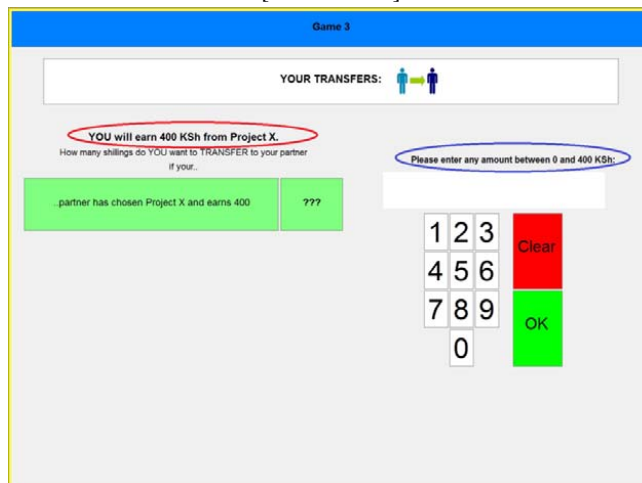 Game 3
YOUR TRANSFERS:
YOU will earn 400 KSh from Project X.
How many shillings do YOU want to TRANSFER to your partner
if your..
..partner has chosen Project X and earns 400
???
Please enter any amount between 0 and 400 KSh:
1 2 3
Clear
4 5 6
7 8 9
OK
0